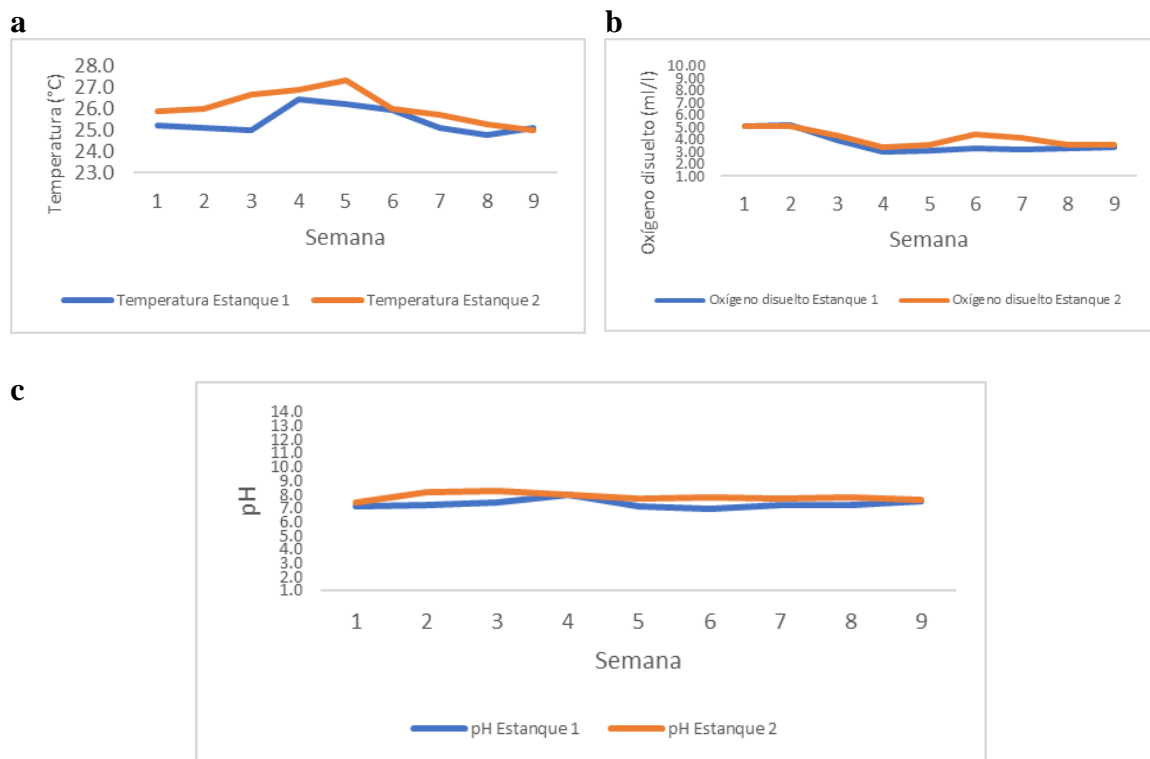 a
Temperatura (°C)
28.0
27.0
26.0
25.0
24.0
23.0
1 2 3 4 5 6 7 8 9
Semana
Temperatura Estanque 1 Temperatura Estanque 2
b
Oxígeno disuelto (ml/l)
10.00
9.00
8.00
7.00
6.00
5.00
4.00
3.00
2.00
1.00
1 2 3 4 5 6 7 8 9
Semana
Oxígeno disuelto Estanque 1 Oxígeno disuelto Estanque 2
c
pH
14.0
13.0
12.0
11.0
10.0
9.0
8.0
7.0
6.0
5.0
4.0
3.0
2.0
1.0
1 2 3 4 5 6 7 8 9
Semana
pH Estanque 1 pH Estanque 2